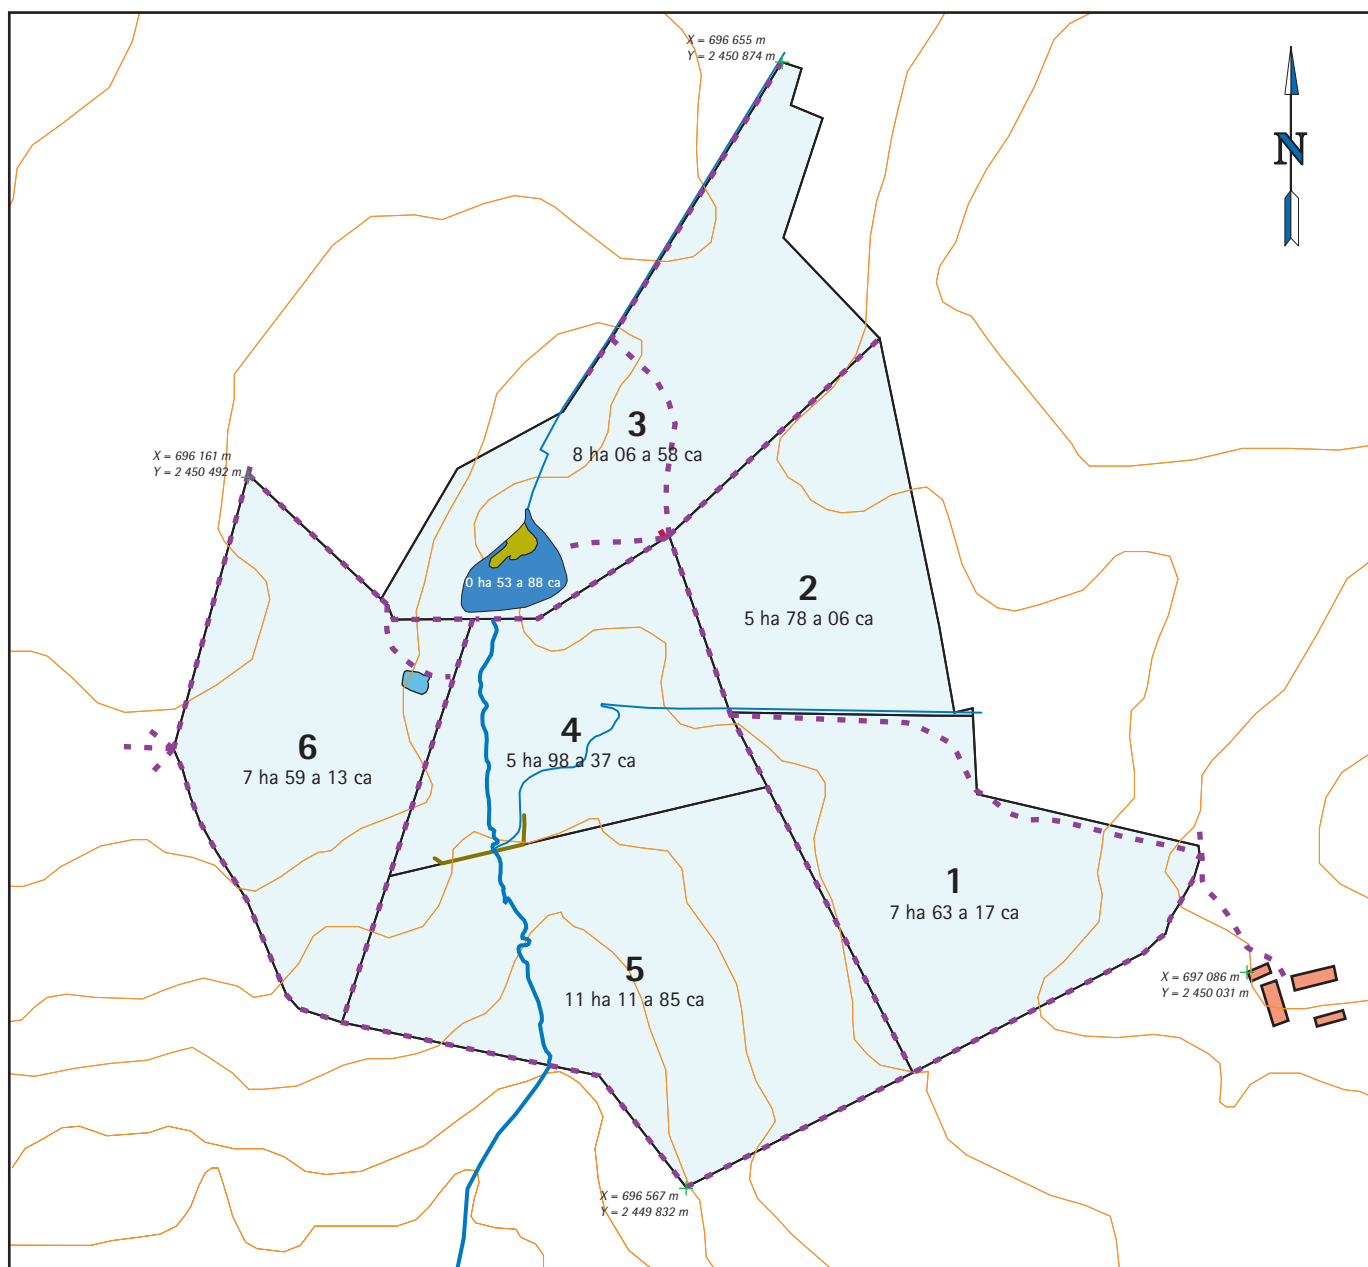 X = 696 655 m
Y = 2 450 874 m
N
3
8 ha 06 a 58 ca
X = 696 161 m
Y = 2 450 492 m
0 ha 53 a 88 ca
2
5 ha 78 a 06 ca
4
5 ha 98 a 37 ca
6
7 ha 59 a 13 ca
1
7 ha 63 a 17 ca
5
11 ha 11 a 85 ca
X = 697 086 m
Y = 2 450 031 m
X = 696 567 m
Y = 2 449 832 m